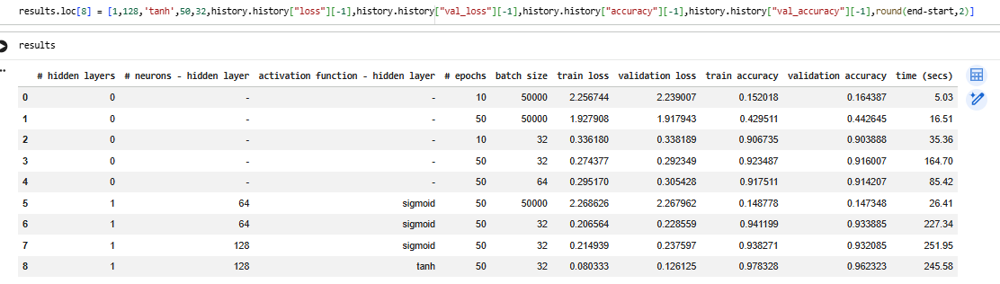 results.loc[8] = [1,128,'tanh',50,32,history.history["loss"][-1],history.history["val_loss"][-1],history.history["accuracy"][-1],history.history["val_accuracy"][-1],round(end-start,2)]
results
# hidden layers # neurons - hidden layer activation function - hidden layer # epochs batch size train loss validation loss train accuracy validation accuracy time (secs)
0 0 - - 10 50000 2.256744 2.239007 0.152018 0.164387 5.03
1 0 - - 50 50000 1.927908 1.917943 0.429511 0.442645 16.51
2 0 - - 10 32 0.336180 0.338189 0.906735 0.903888 35.36
3 0 - - 50 32 0.274377 0.292349 0.923487 0.916007 164.70
4 0 - - 50 64 0.295170 0.305428 0.917511 0.914207 85.42
5 1 64 sigmoid 50 50000 2.268626 2.267962 0.148778 0.147348 26.41
6 1 64 sigmoid 50 32 0.206564 0.228559 0.941199 0.933885 227.34
7 1 128 sigmoid 50 32 0.214939 0.237597 0.938271 0.932085 251.95
8 1 128 tanh 50 32 0.080333 0.126125 0.978328 0.962323 245.58